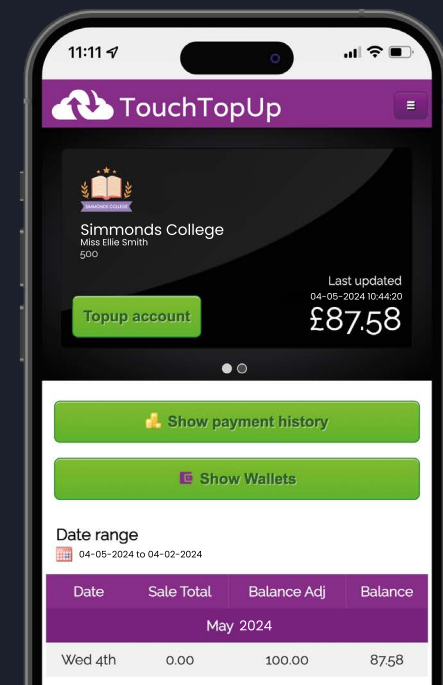 11:11
TouchTopUp
SIMMONDS COLLEGE
Simmonds College
Miss Ellie Smith
500
Last updated
04-05-2024 10:44:20
Topup account
£87.58
Show payment history
Show Wallets
Date range
04-05-2024 to 04-02-2024
Date Sale Total Balance Adj Balance
May 2024
Wed 4th 0.00 100.00 87.58